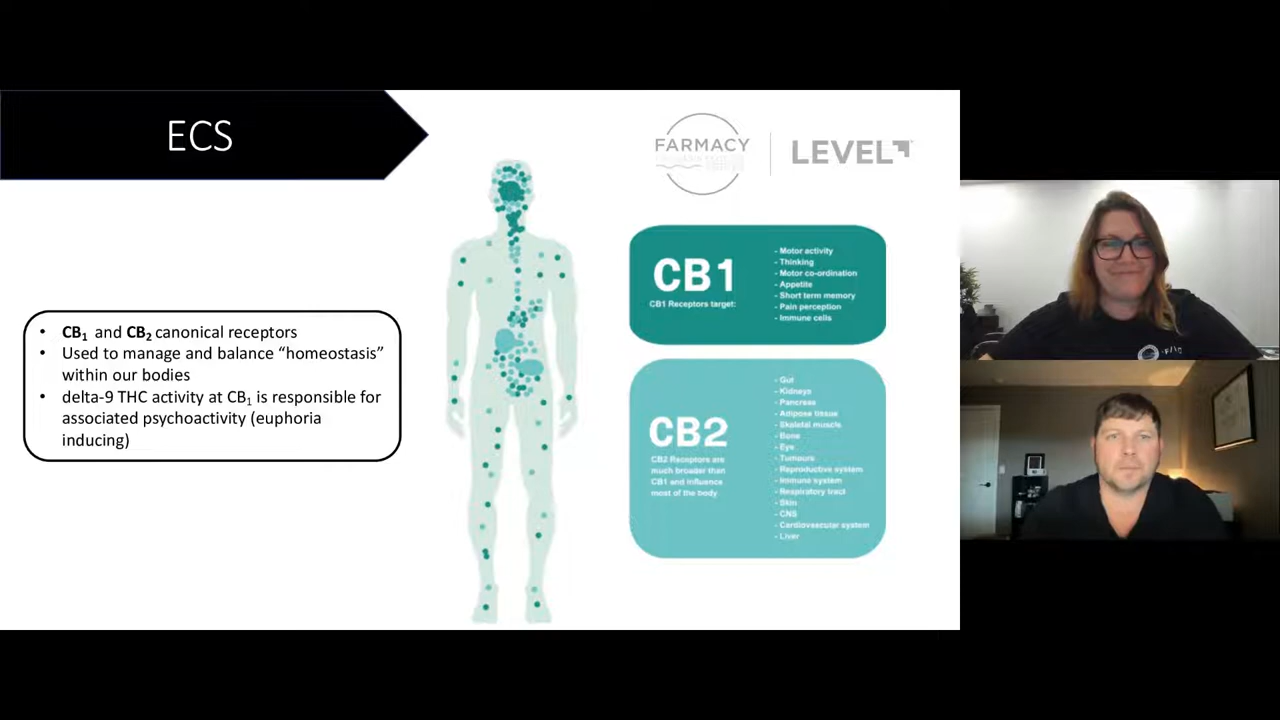 ECS
FARMACY
LEVEL
• CB₁ and CB₂ canonical receptors
• Used to manage and balance “homeostasis”
within our bodies
• delta-9 THC activity at CB₁ is responsible for
associated psychoactivity (euphoria
inducing)
CB1
CB1 Receptors target:
- Motor activity
- Thinking
- Motor co-ordination
- Appetite
- Short term memory
- Pain perception
- Immune cells
CB2
CB2 Receptors are
much broader than
CB1 and influence
most of the body
- Gut
- Kidneys
- Pancreas
- Adipose tissue
- Skeletal muscle
- Bone
- Eye
- Tumours
- Reproductive system
- Immune system
- Respiratory tract
- Skin
- CNS
- Cardiovascular system
- Liver